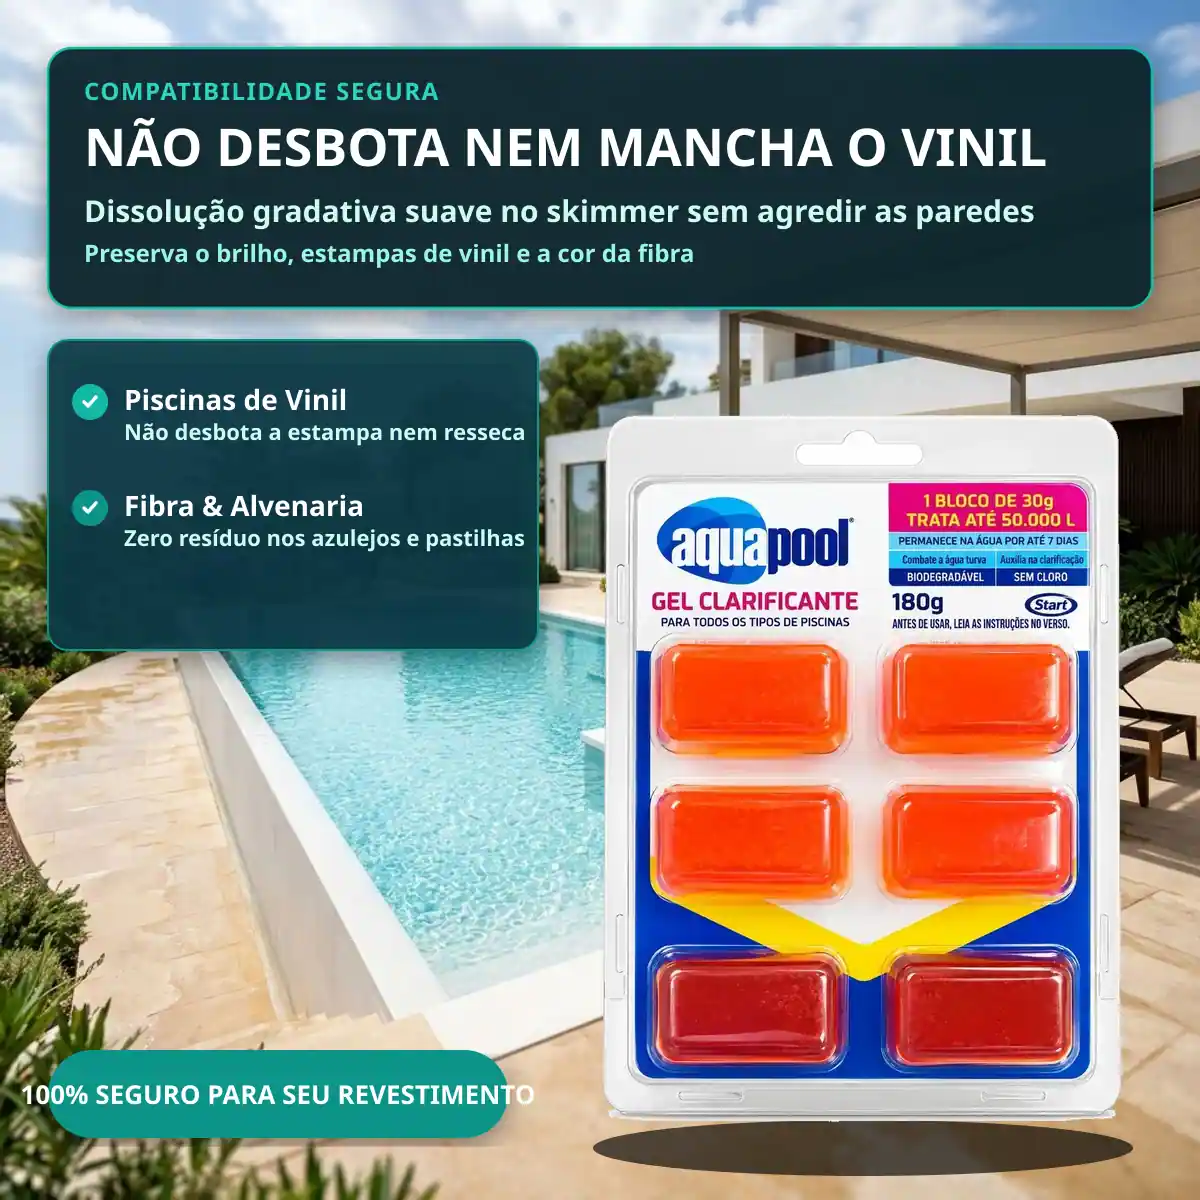 COMPATIBILIDADE SEGURA
NÃO DESBOTA NEM MANCHA O VINIL
Dissolução gradativa suave no skimmer sem agredir as paredes
Preserva o brilho, estampas de vinil e a cor da fibra
Piscinas de Vinil
Não desbota a estampa nem resseca
Fibra & Alvenaria
Zero resíduo nos azulejos e pastilhas
aquapool®
GEL CLARIFICANTE
PARA TODOS OS TIPOS DE PISCINAS
1 BLOCO DE 30g
TRATA ATÉ 50.000 L
PERMANECE NA ÁGUA POR ATÉ 7 DIAS
Combate a água turva
Auxilia na clarificação
BIODEGRADÁVEL
SEM CLORO
180g
Start
ANTES DE USAR, LEIA AS INSTRUÇÕES NO VERSO.
100% SEGURO PARA SEU REVESTIMENTO